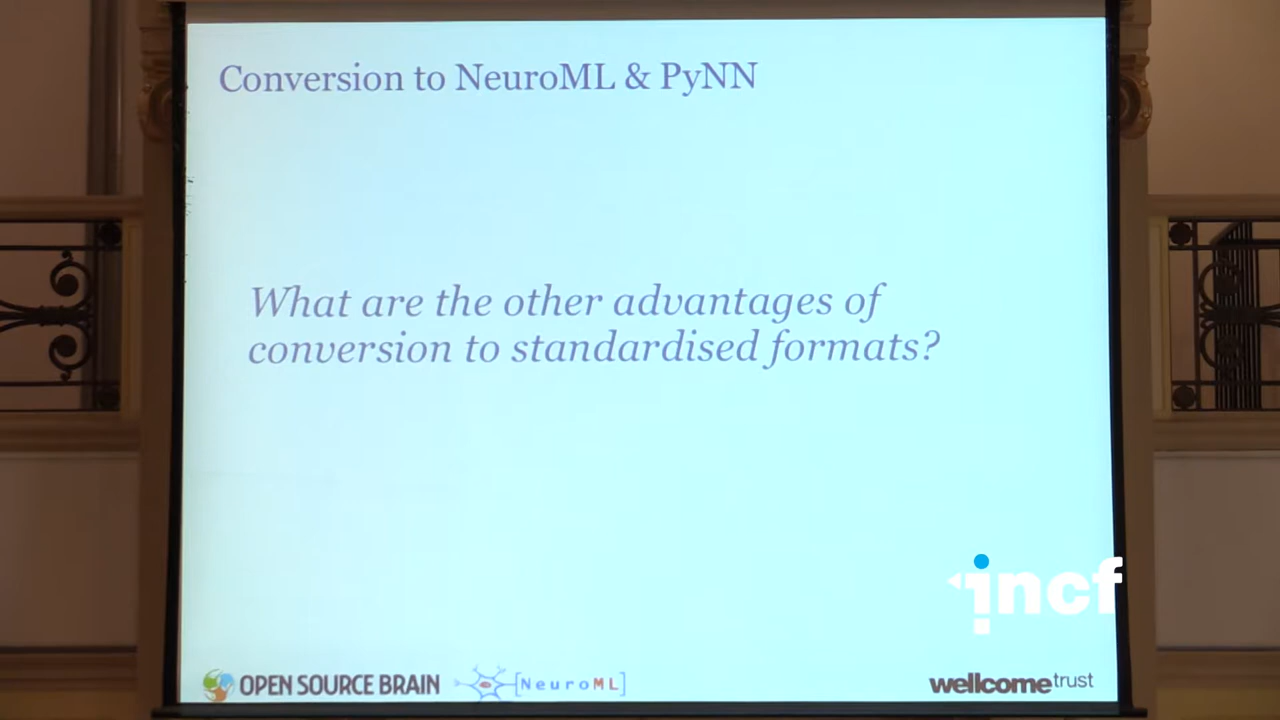 Conversion to NeuroML & PyNN
What are the other advantages of
conversion to standardised formats?
incf
OPEN SOURCE BRAIN
[NeuroML]
wellcometrust